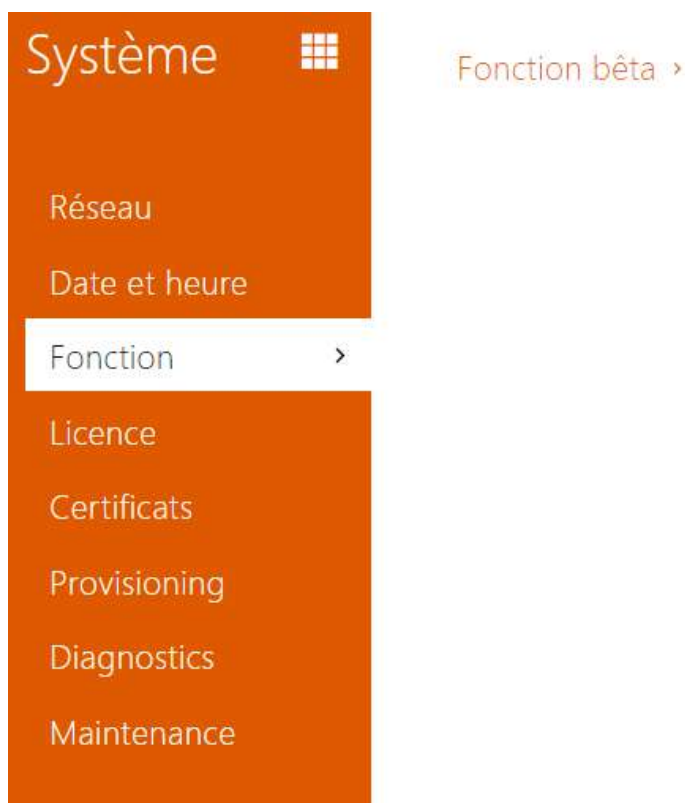 Système
Fonction bêta ›
Réseau
Date et heure
Fonction ›
Licence
Certificats
Provisioning
Diagnostics
Maintenance